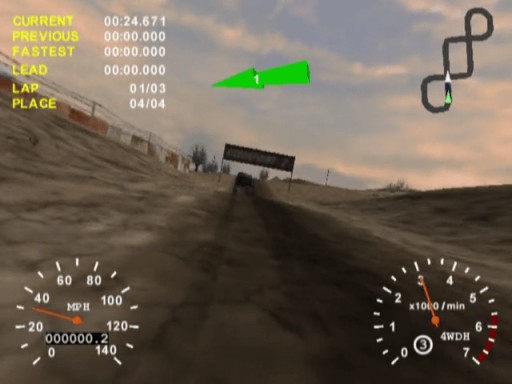 CURRENT 00:24.671
PREVIOUS 00:00.000
FASTEST 00:00.000
LEAD 00:00.000
LAP 01/03
PLACE 04/04
1
60 80
40 MPH 100
20 120
000000.2
0 140
3 4
2 5
x1000/min
1 6
4WDH
0 3 7